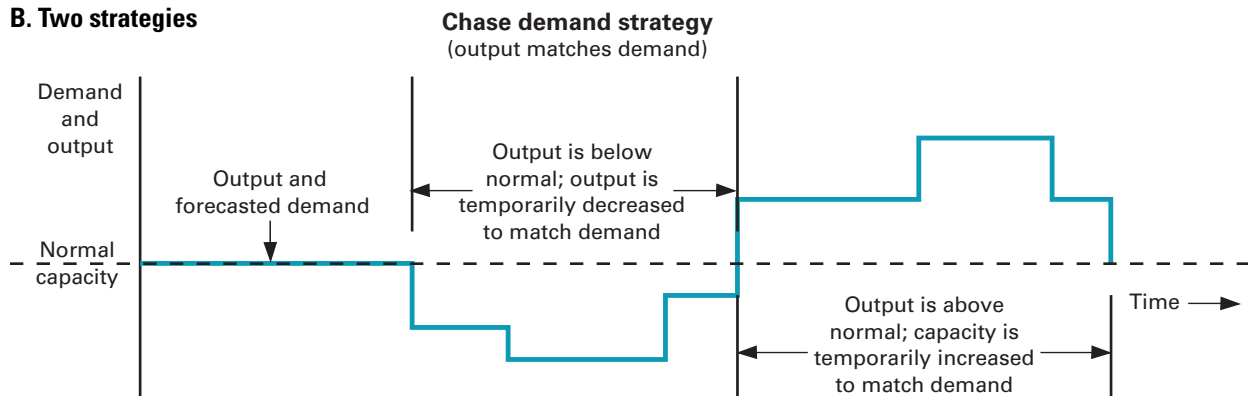 B. Two strategies
Chase demand strategy
(output matches demand)
Demand
and
output
Output and
forecasted demand
Output is below
normal; output is
temporarily decreased
to match demand
Normal
capacity
Output is above
normal; capacity is
temporarily increased
to match demand
Time